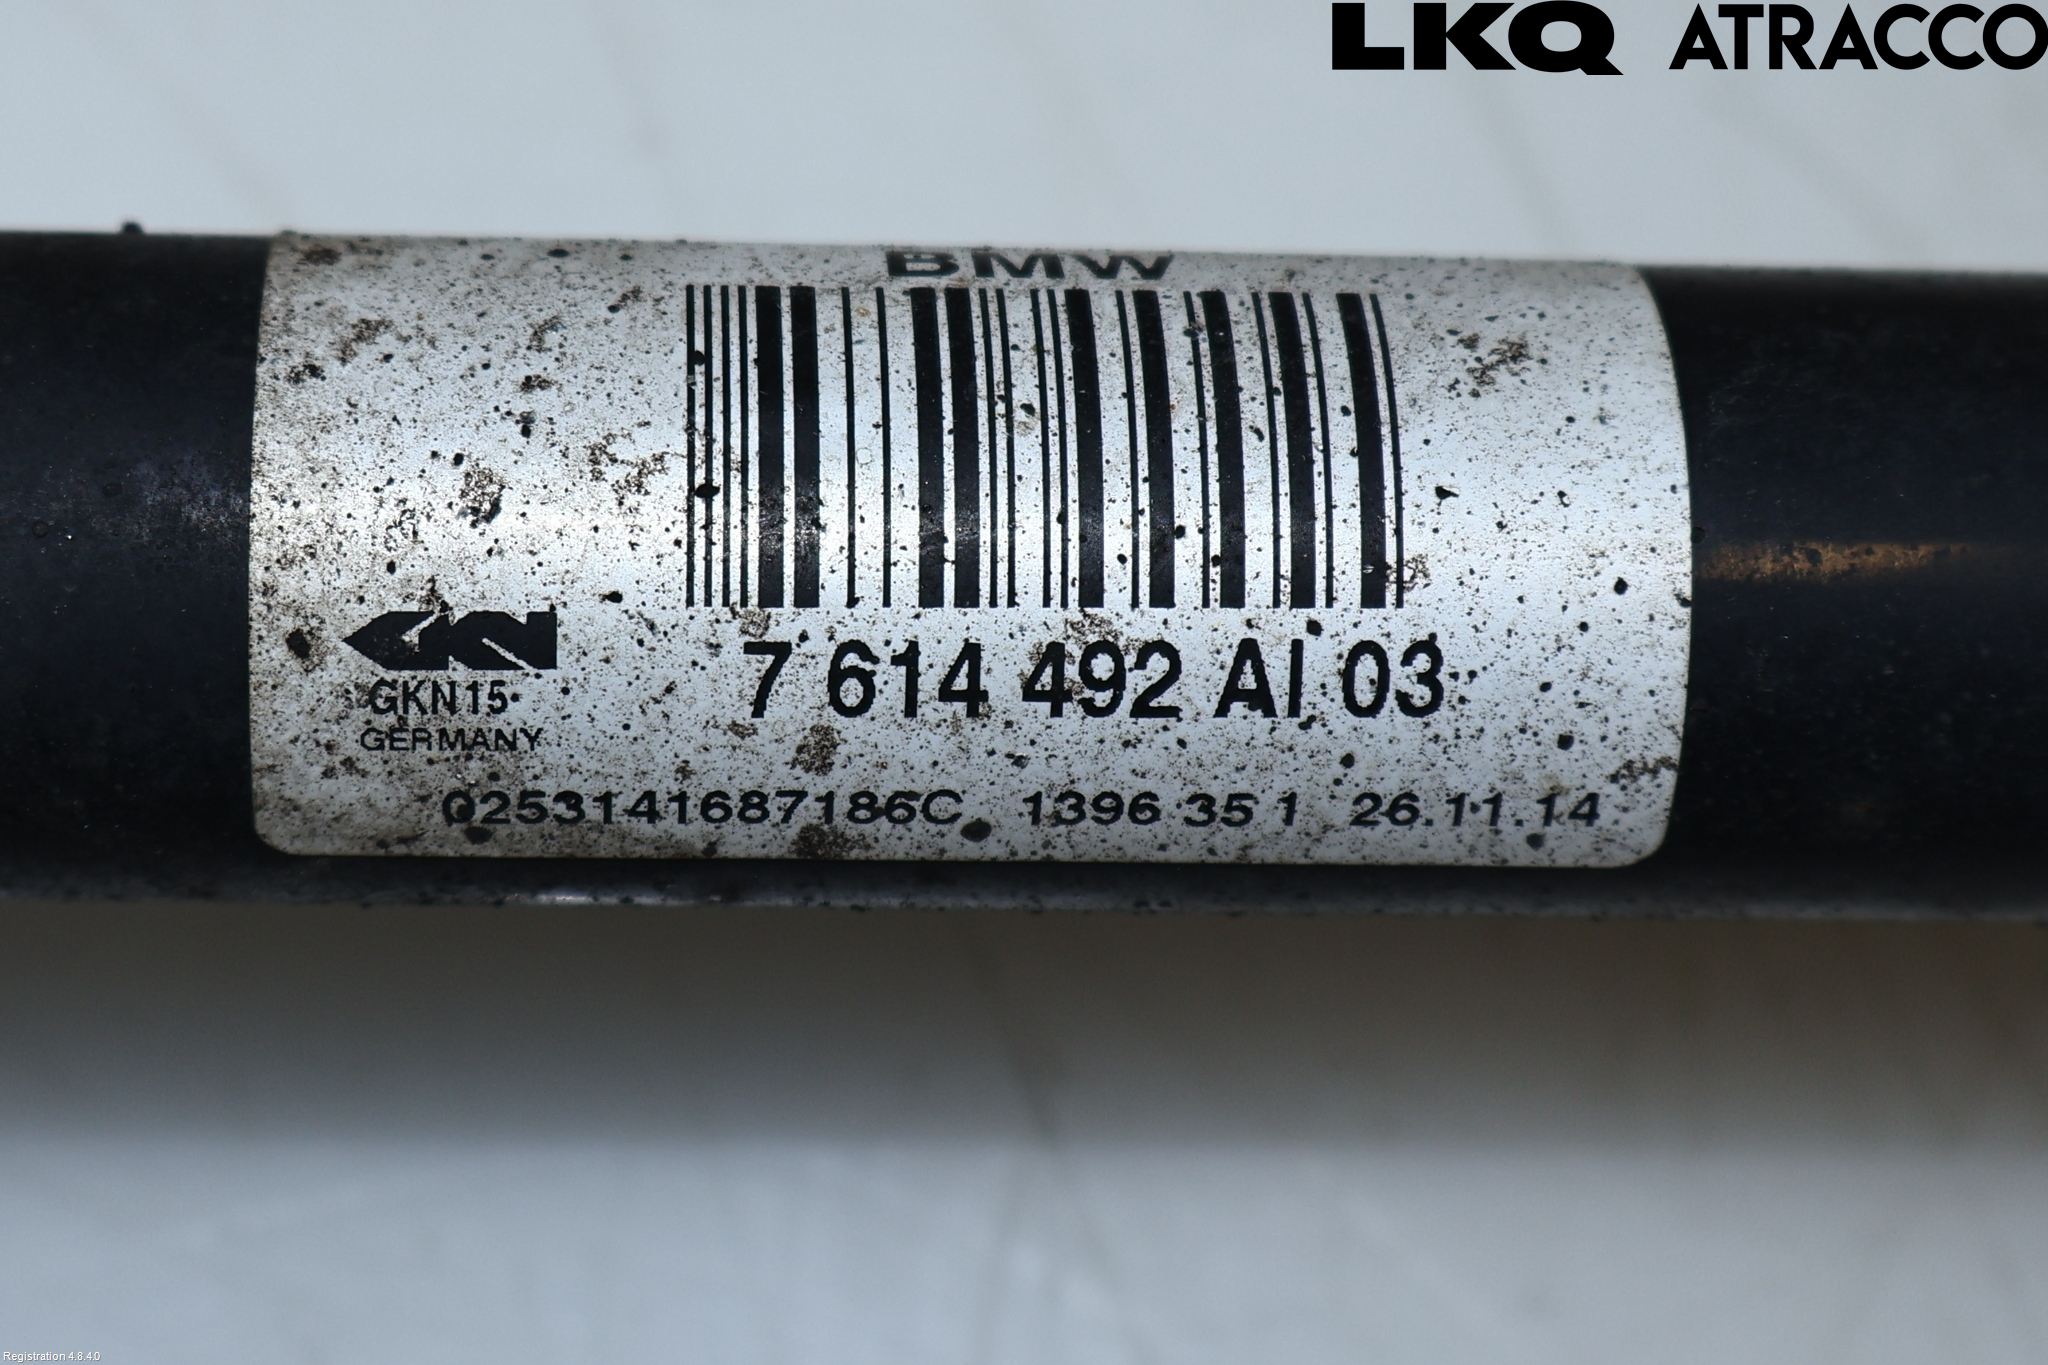 LKQ ATRACCO
BMW
7 614 492 AI 03
GKN
GKN15
GERMANY
0253141687186C 1396 35 1 26.11.14
Registration 4.8.4.0